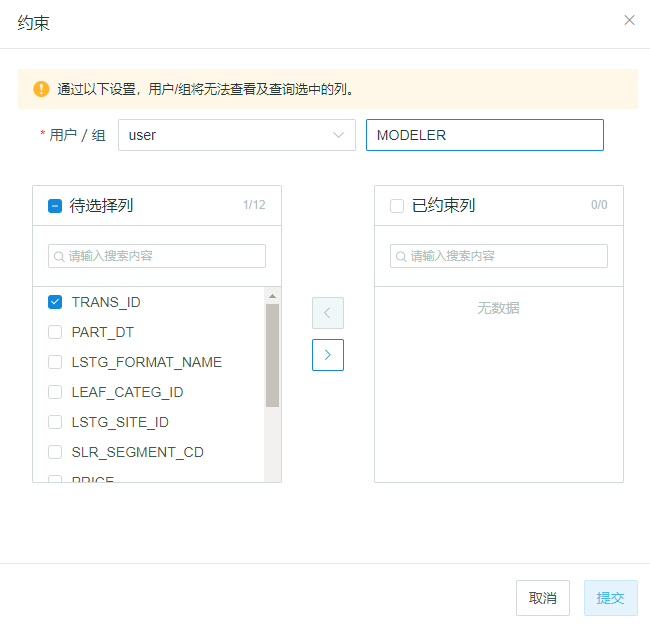 约束
通过以下设置，用户/组将无法查看及查询选中的列。
* 用户 / 组 user MODELER
待选择列 1/12
请输入搜索内容
TRANS_ID
PART_DT
LSTG_FORMAT_NAME
LEAF_CATEG_ID
LSTG_SITE_ID
SLR_SEGMENT_CD
PRICE
已约束列 0/0
请输入搜索内容
无数据
取消 提交